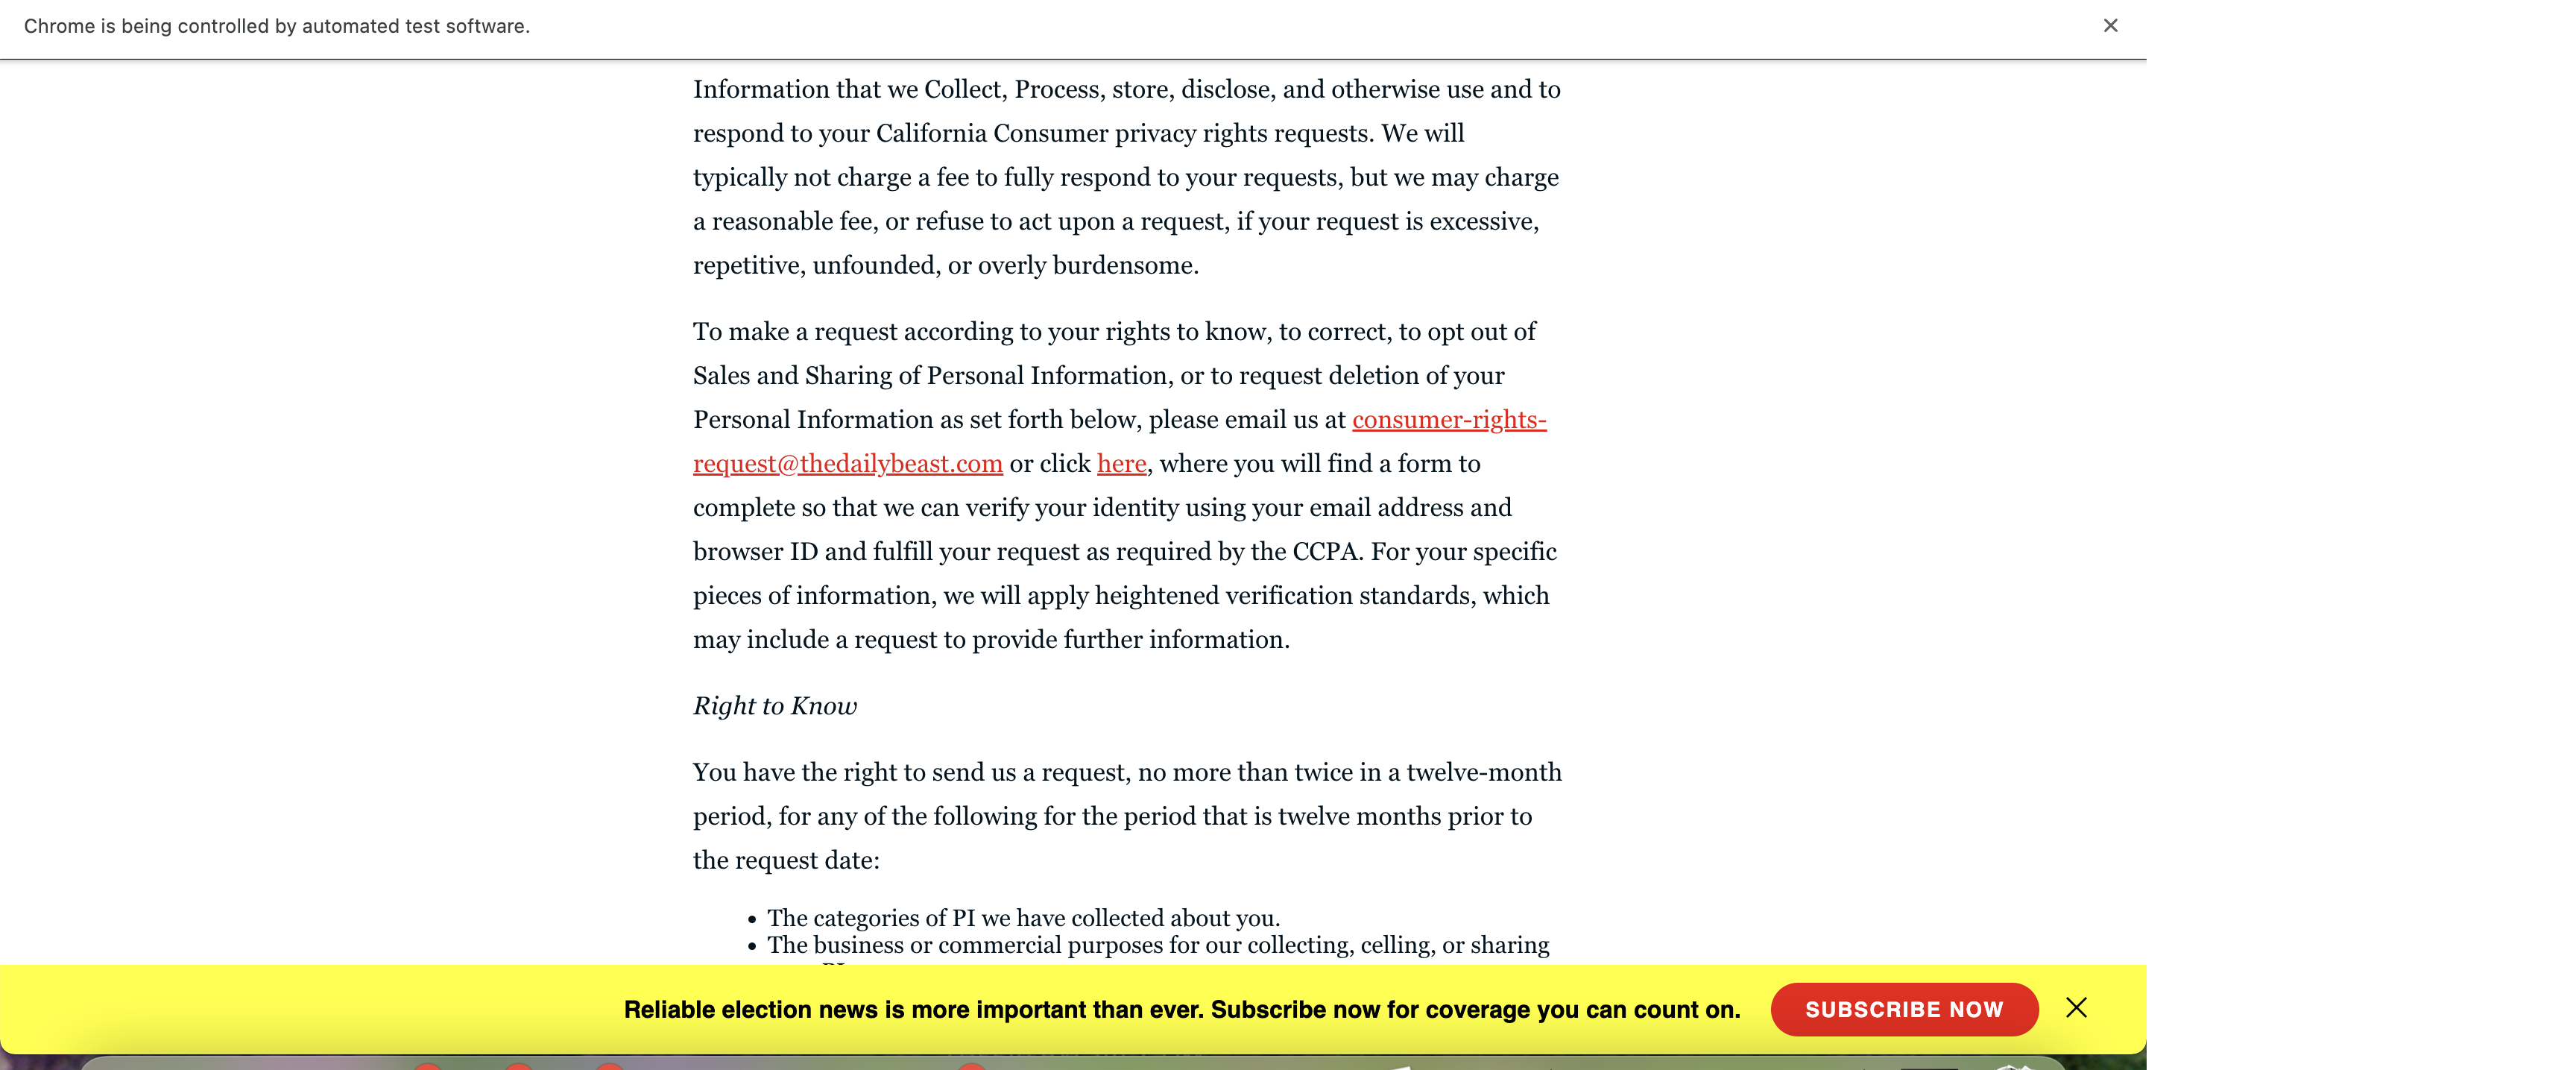 Chrome is being controlled by automated test software.
Information that we Collect, Process, store, disclose, and otherwise use and to
respond to your California Consumer privacy rights requests. We will
typically not charge a fee to fully respond to your requests, but we may charge
a reasonable fee, or refuse to act upon a request, if your request is excessive,
repetitive, unfounded, or overly burdensome.
To make a request according to your rights to know, to correct, to opt out of
Sales and Sharing of Personal Information, or to request deletion of your
Personal Information as set forth below, please email us at consumer-rights-
request@thedailybeast.com or click here, where you will find a form to
complete so that we can verify your identity using your email address and
browser ID and fulfill your request as required by the CCPA. For your specific
pieces of information, we will apply heightened verification standards, which
may include a request to provide further information.
Right to Know
You have the right to send us a request, no more than twice in a twelve-month
period, for any of the following for the period that is twelve months prior to
the request date:
• The categories of PI we have collected about you.
• The business or commercial purposes for our collecting, celling, or sharing
Reliable election news is more important than ever. Subscribe now for coverage you can count on. SUBSCRIBE NOW